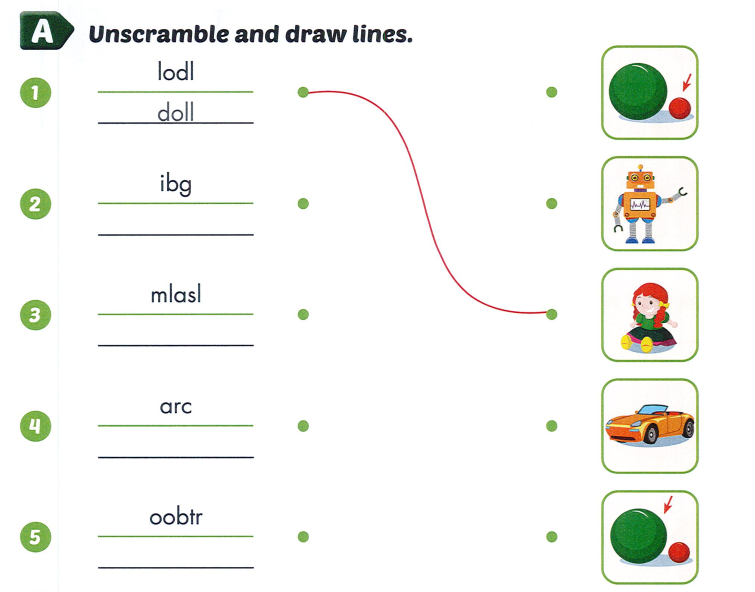 A Unscramble and draw lines.
1 lodl
doll
2 ibg
3 mlasl
4 arc
5 oobtr